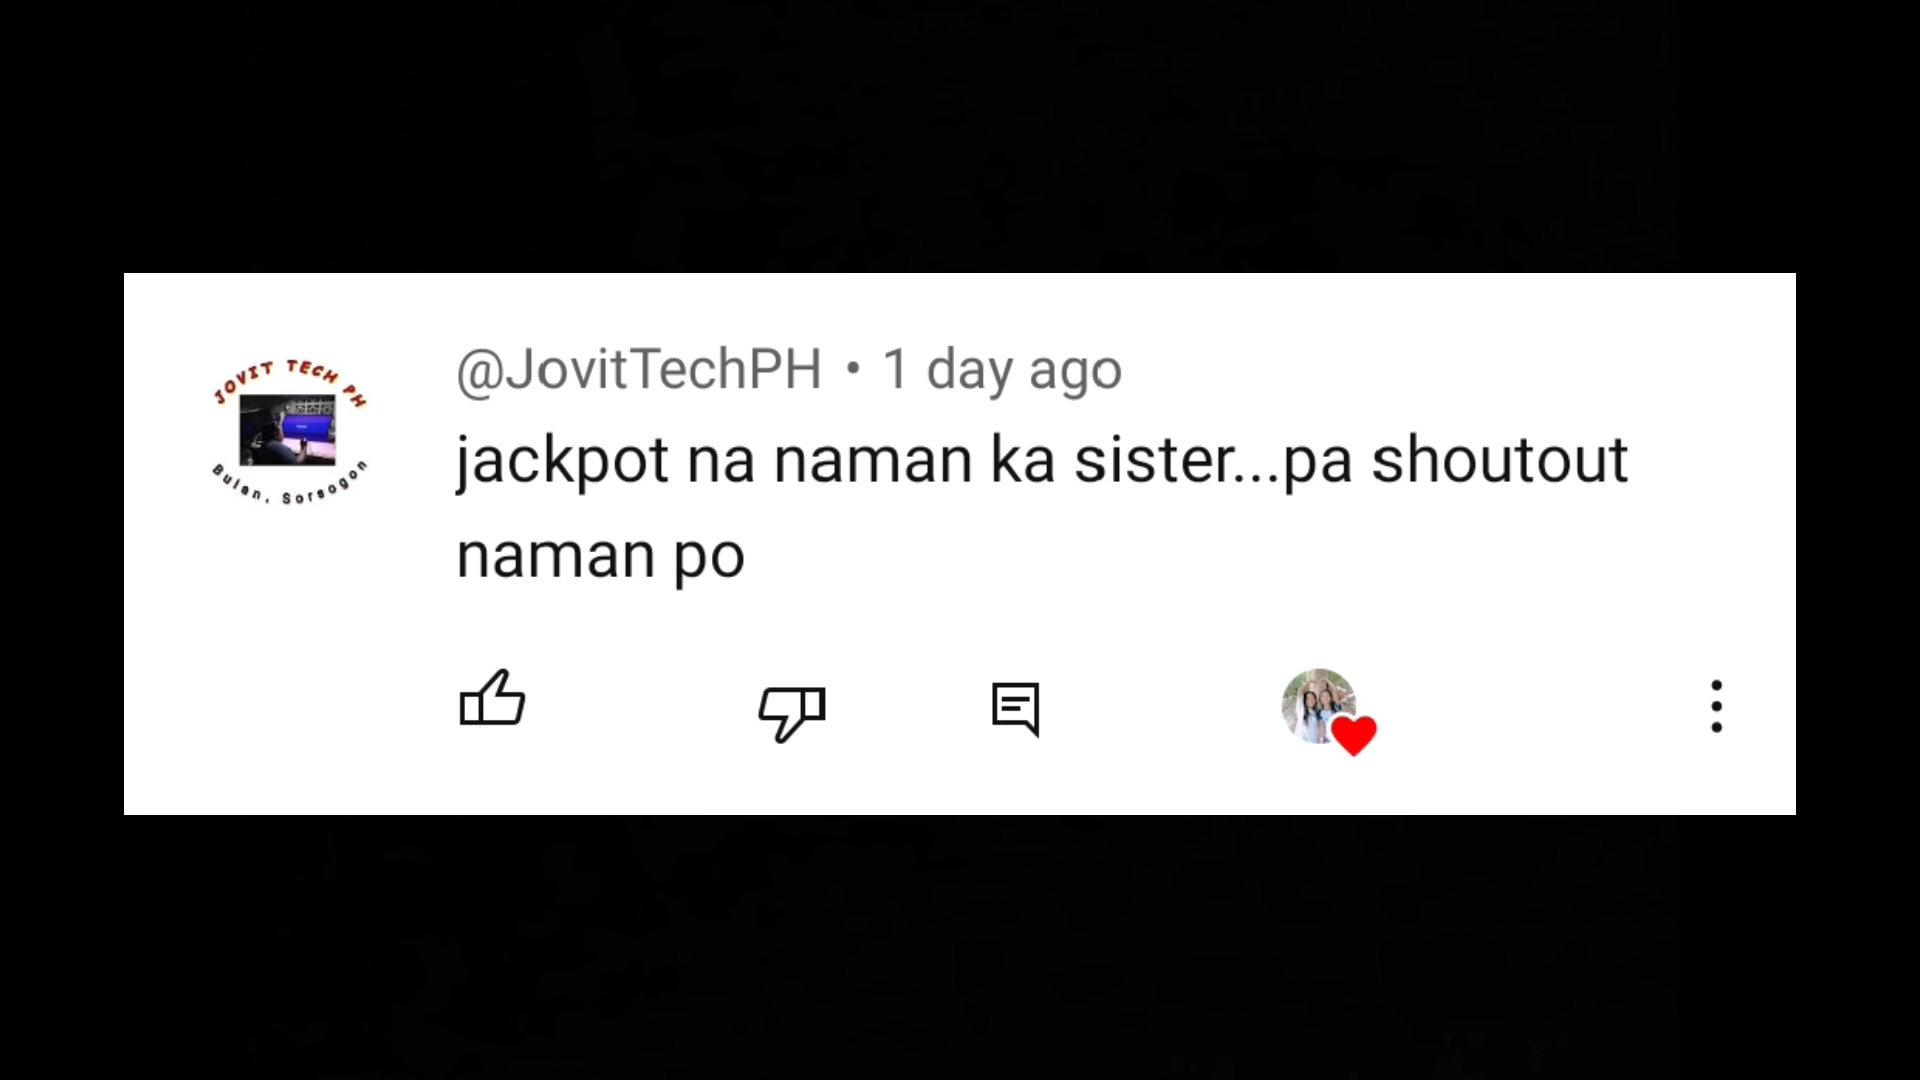 JOVIT TECH PH
Bulan, Sorsogon
@JovitTechPH • 1 day ago
jackpot na naman ka sister...pa shoutout
naman po